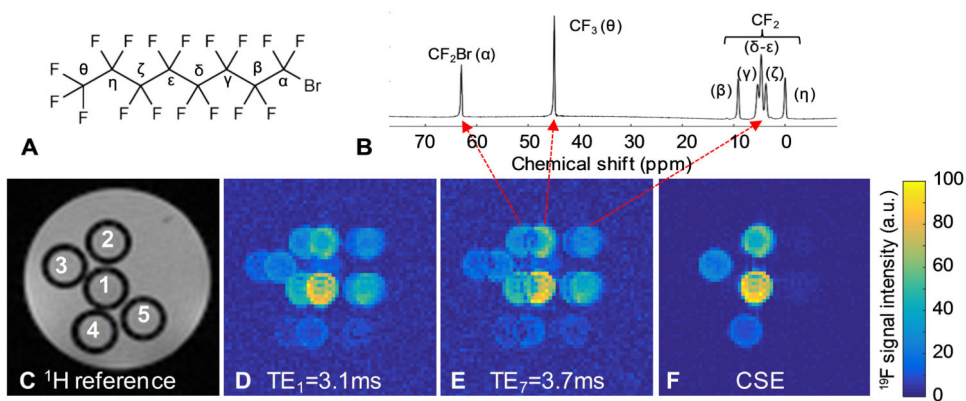 F F F F F F F F
F θ ζ ε δ γ β α Br
F η
F F F F F F F F
A
B
CF₃ (θ)
CF₂Br (α)
CF₂
(δ-ε)
(β) (γ) (ζ) (η)
70 60 50 40 30 20 10 0
Chemical shift (ppm)
1
2
3
4
5
C ¹H reference
D TE₁=3.1ms
E TE₇=3.7ms
F CSE
100
80
60
40
20
0
¹⁹F signal intensity (a.u.)